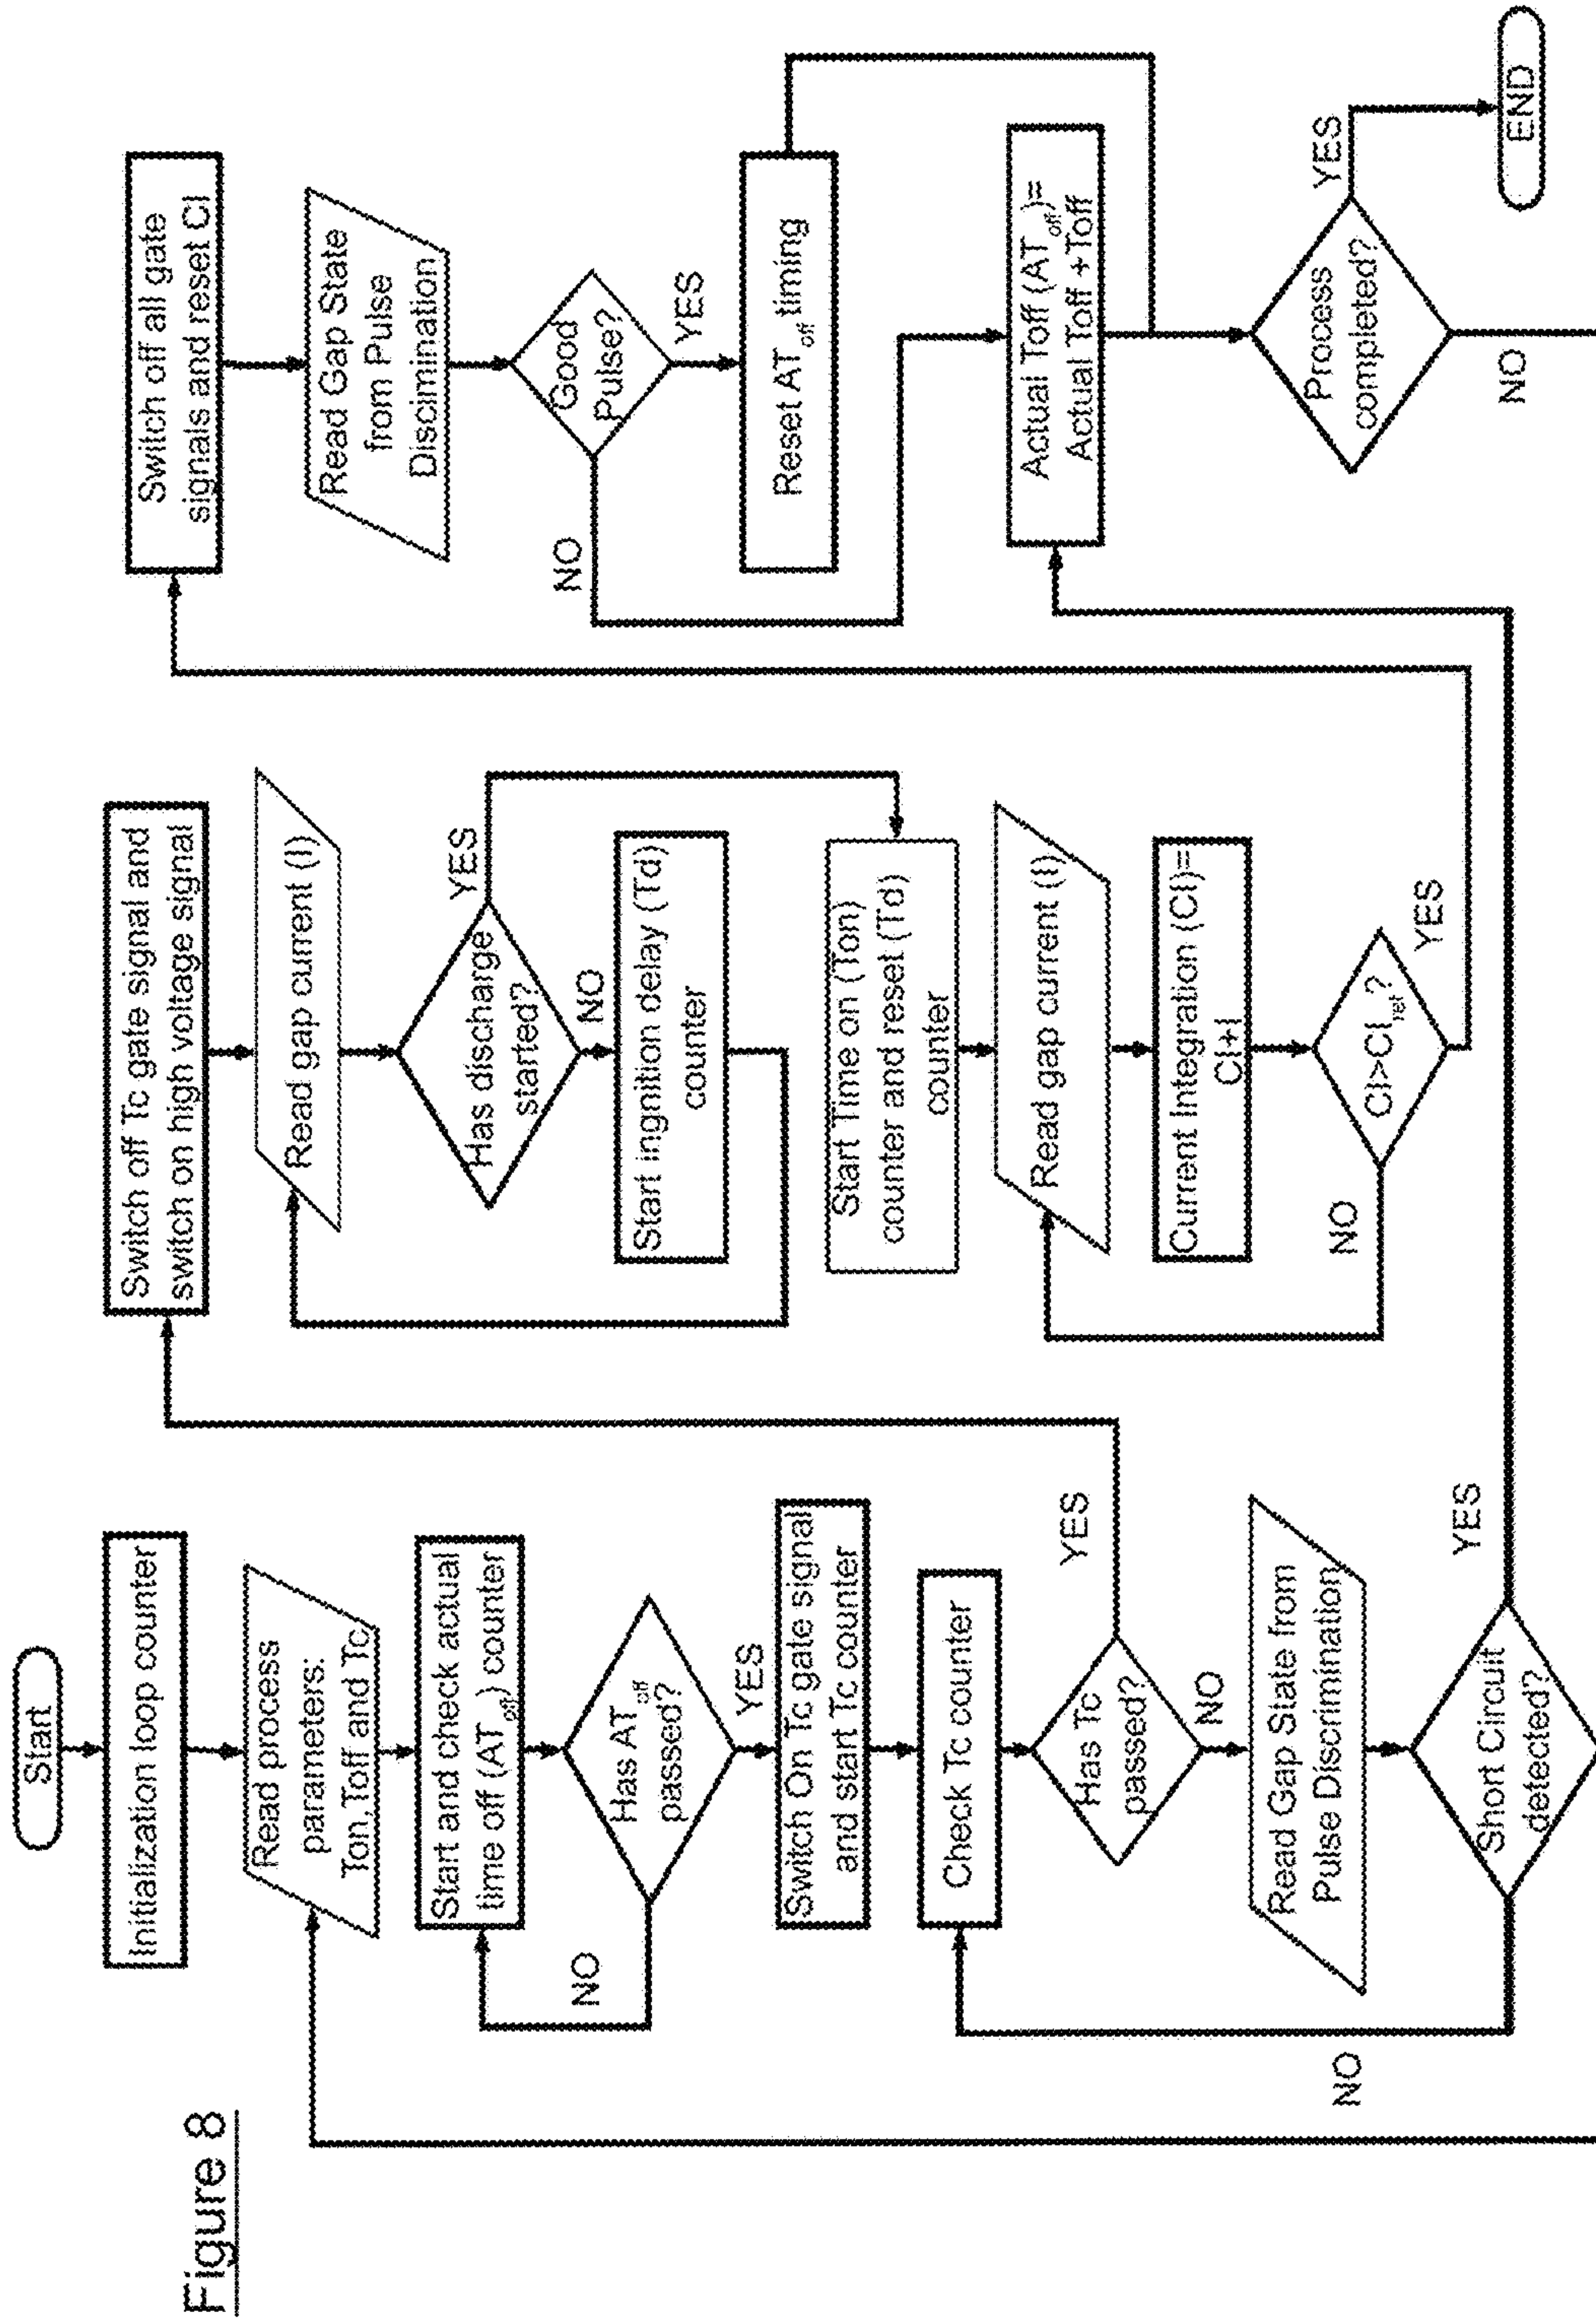 Figure 8
Start
Initialization loop counter
Read process
parameters:
Ton,Toff and Tc
Start and check actual
time off (AToff) counter
Has AToff
passed?
NO
YES
Switch On Tc gate signal
and start Tc counter
Check Tc counter
Has Tc
passed?
YES
NO
Read Gap State from
Pulse Discrimination
Short Circuit
detected?
NO
YES
Switch off Tc gate signal and
switch on high voltage signal
Read gap current (I)
Has discharge
started?
YES
NO
Start ingnition delay (Td)
counter
Start Time on (Ton)
counter and reset (Td)
counter
Read gap current (I)
Current Integration (CI)=
CI+I
CI>CIref?
NO
YES
Switch off all gate
signals and reset CI
Read Gap State
from Pulse
Discimination
Good
Pulse?
NO
YES
Reset AToff timing
Actual Toff (AToff)=
Actual Toff +Toff
Process
completed?
YES
NO
END